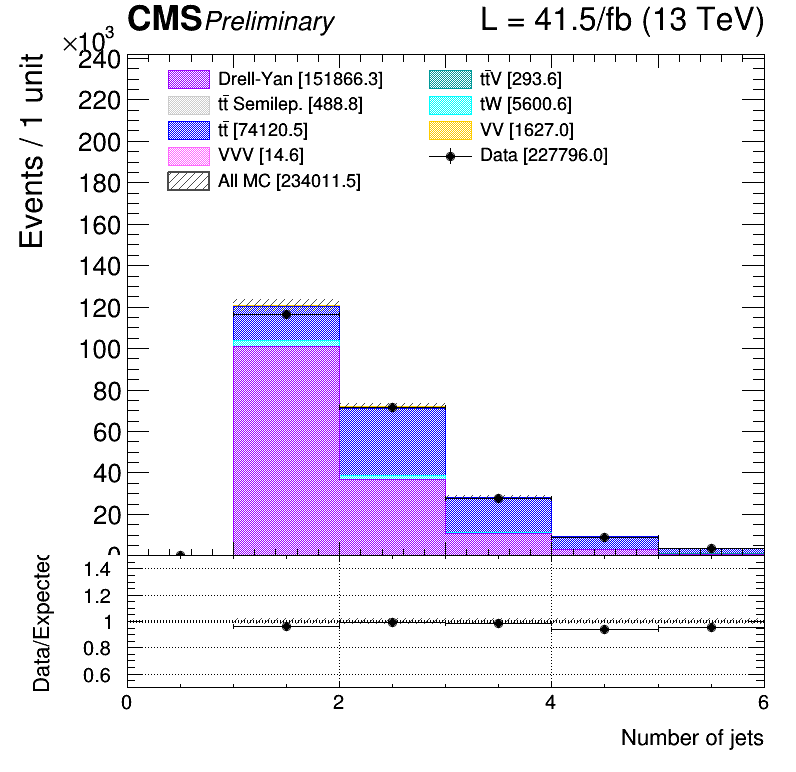 CMS Preliminary L = 41.5/fb (13 TeV)
×10³
Events / 1 unit
240
220
200
180
160
140
120
100
80
60
40
20
0
Drell-Yan [151866.3]
tt̄ Semilep. [488.8]
tt̄ [74120.5]
VVV [14.6]
All MC [234011.5]
tt̄V [293.6]
tW [5600.6]
VV [1627.0]
Data [227796.0]
Data/Expected
1.4
1.2
1
0.8
0.6
0 2 4 6
Number of jets